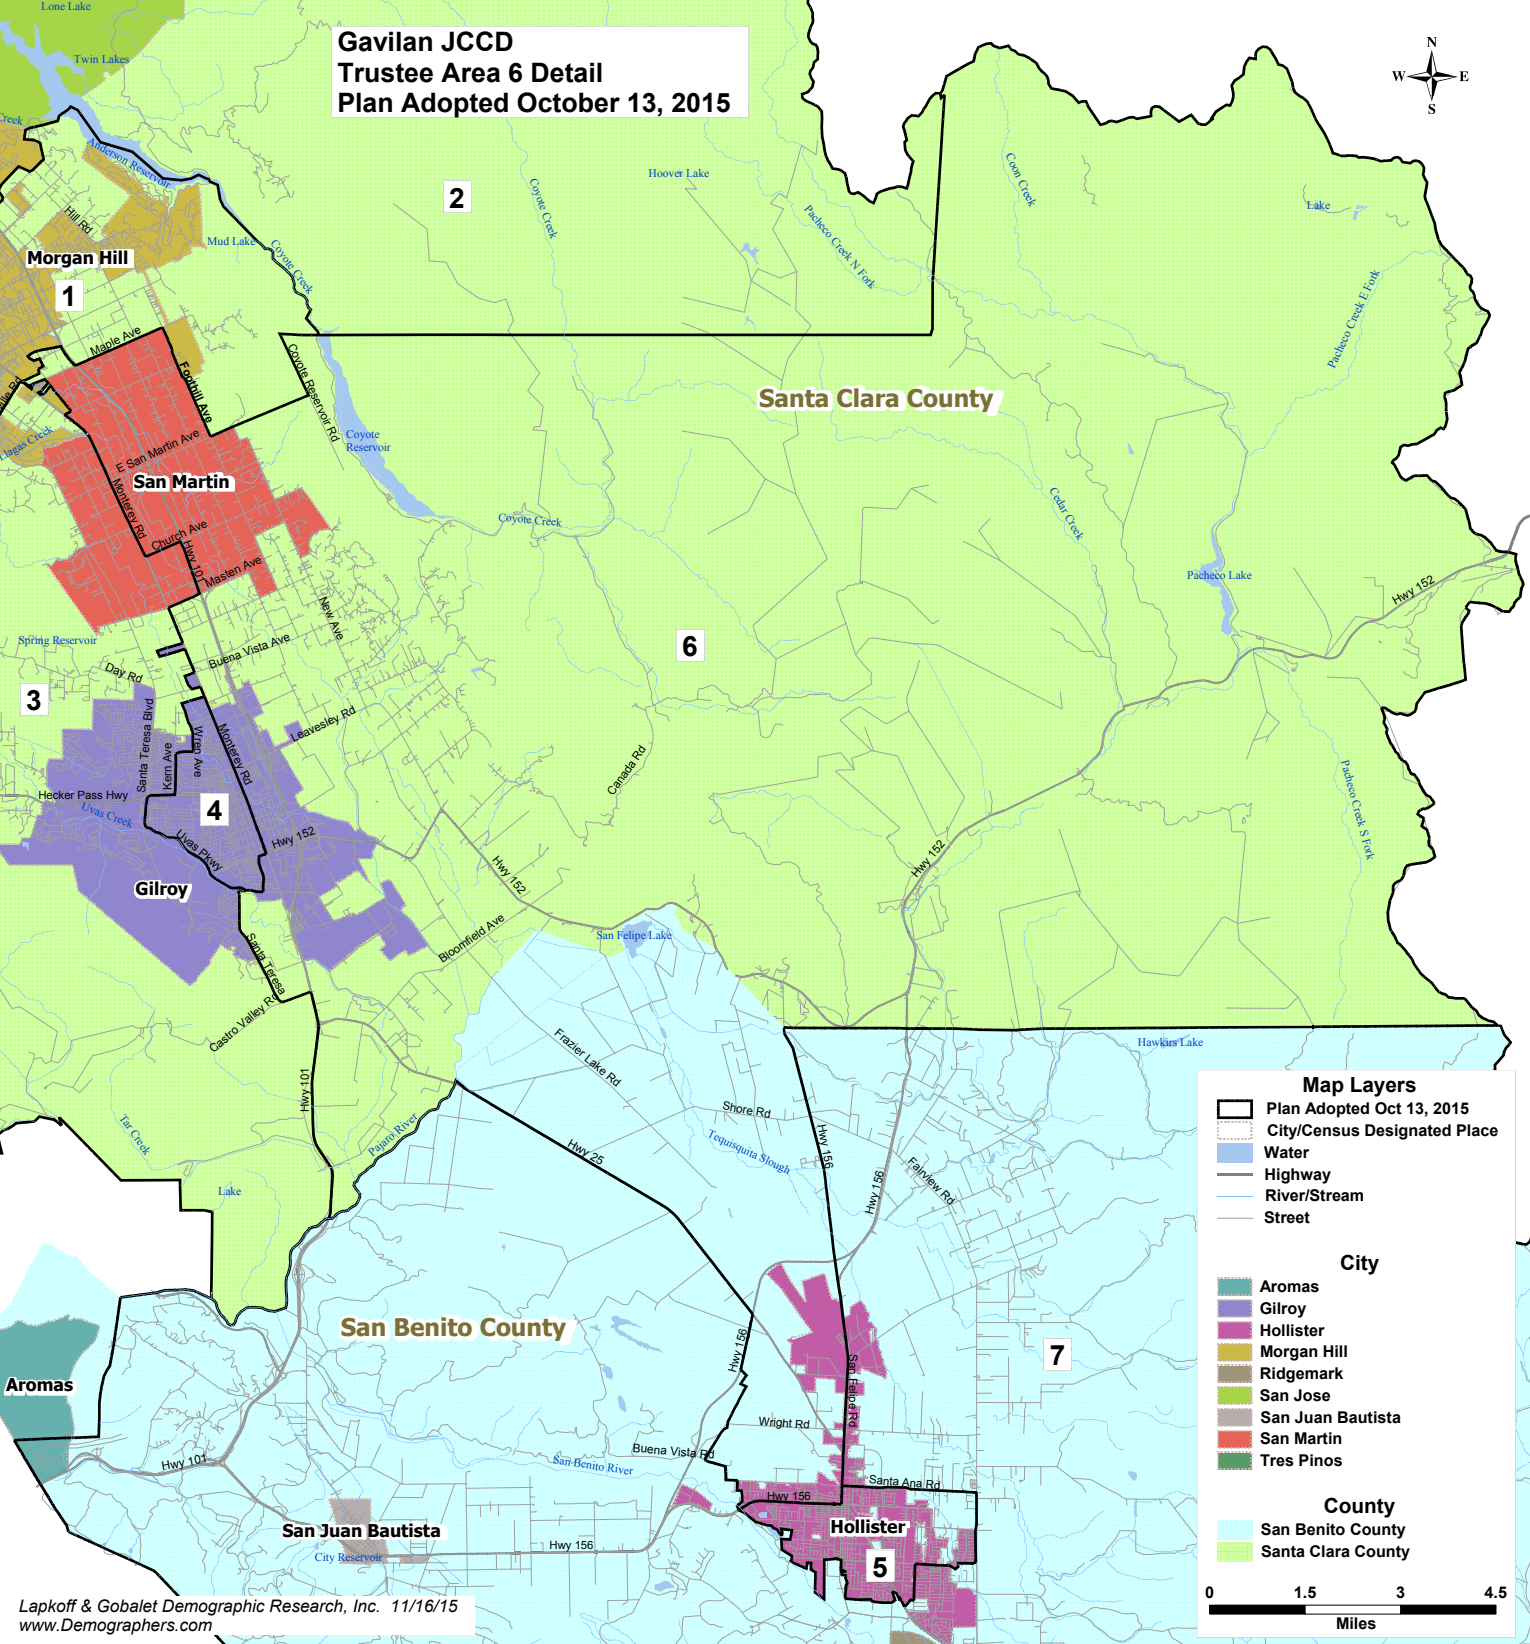 Gavilan JCCD
Trustee Area 6 Detail
Plan Adopted October 13, 2015
N
W E
S
Lone Lake
Twin Lakes
Creek
Anderson Reservoir
Hill Rd
Morgan Hill
1
Mud Lake
Coyote Creek
2
Coyote Creek
Hoover Lake
Pacheco Creek N Fork
Coon Creek
Lake
Pacheco Creek E Fork
Maple Ave
Foothill Ave
Coyote Reservoir Rd
Santa Clara County
Llagas Creek
E San Martin Ave
San Martin
Monterey Rd
Church Ave
Hwy 101
Masten Ave
Coyote
Reservoir
Coyote Creek
Cedar Creek
Pacheco Lake
Hwy 152
New Ave
Spring Reservoir
Buena Vista Ave
Day Rd
3
6
Santa Teresa Blvd
Kern Ave
Wren Ave
Monterey Rd
Leavesley Rd
Canada Rd
Hecker Pass Hwy
Uvas Creek
4
Uvas Pkwy
Hwy 152
Gilroy
Hwy 152
Hwy 152
Pacheco Creek S Fork
Bloomfield Ave
San Felipe Lake
Santa Teresa
Castro Valley Rd
Hwy 101
Frazier Lake Rd
Hawkins Lake
Tar Creek
Pajaro River
Lake
Shore Rd
Tequisquita Slough
Hwy 25
Hwy 156
Hwy 156
Fairview Rd
San Benito County
Hwy 156
7
Aromas
San Felipe Rd
Wright Rd
Buena Vista Rd
San Benito River
Hwy 101
Santa Ana Rd
Hwy 156
San Juan Bautista
City Reservoir
Hwy 156
Hollister
5
Map Layers
Plan Adopted Oct 13, 2015
City/Census Designated Place
Water
Highway
River/Stream
Street
City
Aromas
Gilroy
Hollister
Morgan Hill
Ridgemark
San Jose
San Juan Bautista
San Martin
Tres Pinos
County
San Benito County
Santa Clara County
0 1.5 3 4.5
Miles
Lapkoff & Gobalet Demographic Research, Inc. 11/16/15
www.Demographers.com